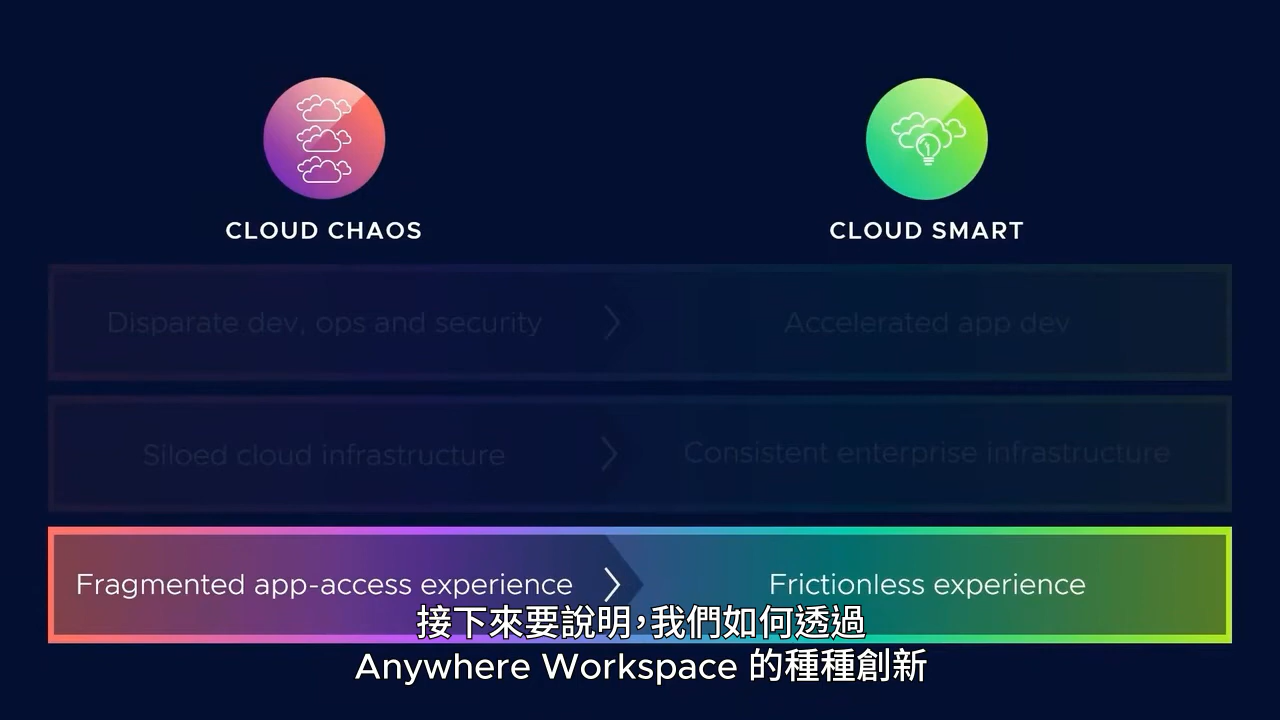 CLOUD CHAOS
CLOUD SMART
Disparate dev, ops and security
Accelerated app dev
Siloed cloud infrastructure
Consistent enterprise infrastructure
Fragmented app-access experience
Frictionless experience
接下來要說明,我們如何透過
Anywhere Workspace 的種種創新